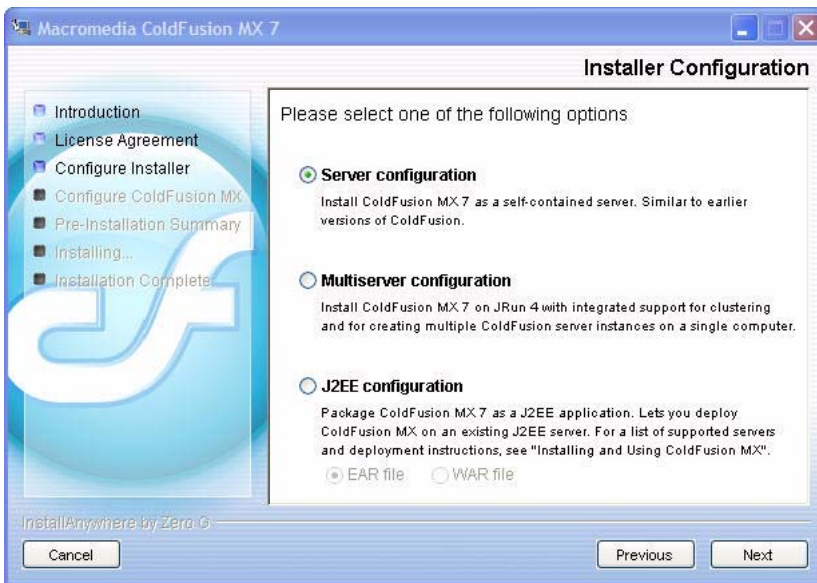 Macromedia ColdFusion MX 7
Installer Configuration
Introduction
License Agreement
Configure Installer
Configure ColdFusion MX
Pre-Installation Summary
Installing...
Installation Complete
Please select one of the following options
Server configuration
Install ColdFusion MX 7 as a self-contained server. Similar to earlier
versions of ColdFusion.
Multiserver configuration
Install ColdFusion MX 7 on JRun 4 with integrated support for clustering
and for creating multiple ColdFusion server instances on a single computer.
J2EE configuration
Package ColdFusion MX 7 as a J2EE application. Lets you deploy
ColdFusion MX on an existing J2EE server. For a list of supported servers
and deployment instructions, see "Installing and Using ColdFusion MX".
EAR file WAR file
InstallAnywhere by Zero G
Cancel Previous Next